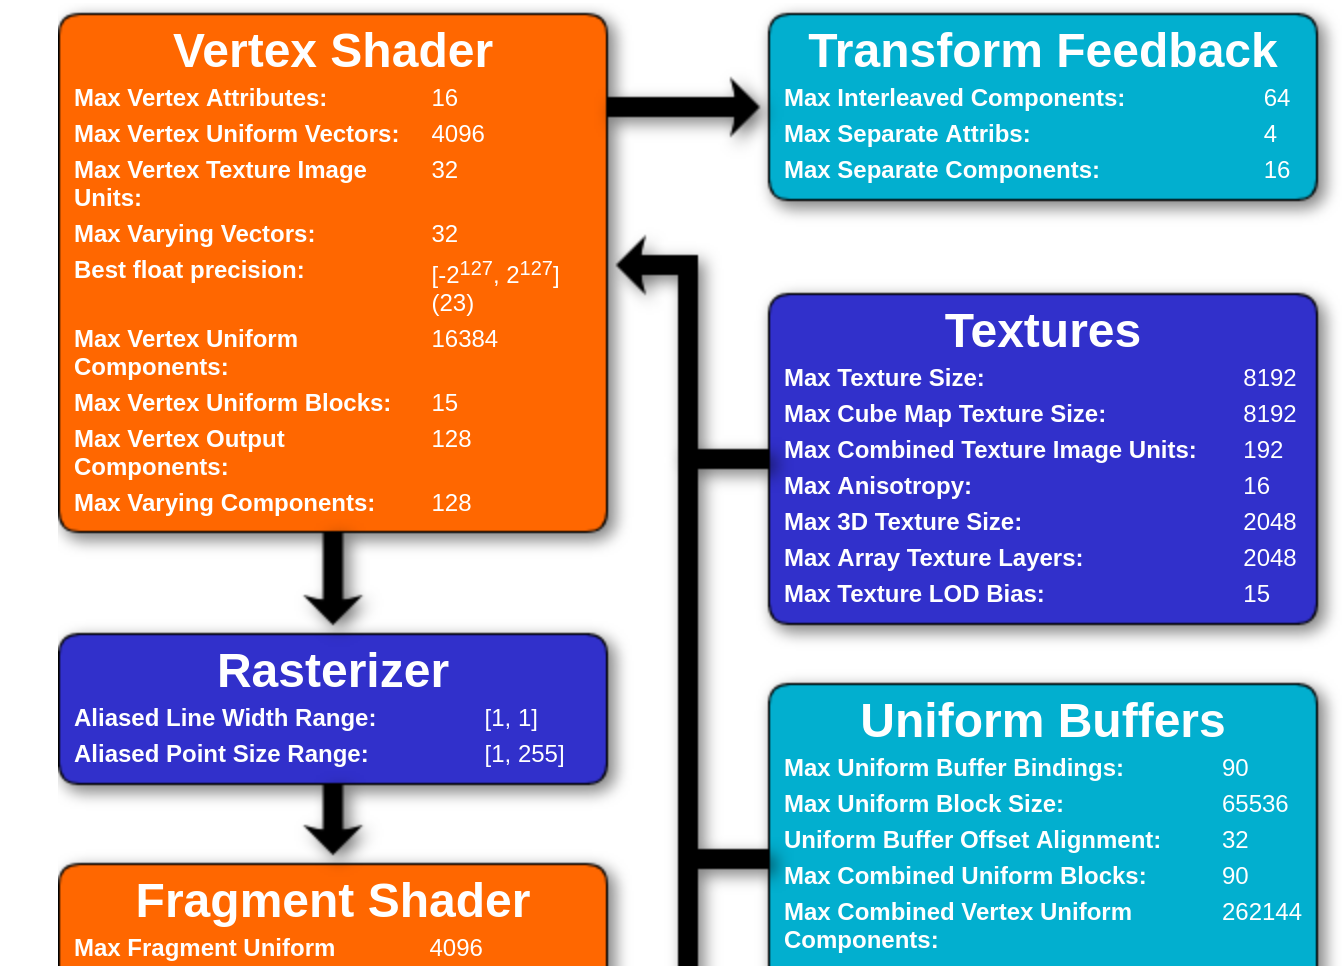 Vertex Shader
Max Vertex Attributes: 16
Max Vertex Uniform Vectors: 4096
Max Vertex Texture Image 32
Units:
Max Varying Vectors: 32
Best float precision: [-2¹²⁷, 2¹²⁷]
(23)
Max Vertex Uniform 16384
Components:
Max Vertex Uniform Blocks: 15
Max Vertex Output 128
Components:
Max Varying Components: 128
Transform Feedback
Max Interleaved Components: 64
Max Separate Attribs: 4
Max Separate Components: 16
Textures
Max Texture Size: 8192
Max Cube Map Texture Size: 8192
Max Combined Texture Image Units: 192
Max Anisotropy: 16
Max 3D Texture Size: 2048
Max Array Texture Layers: 2048
Max Texture LOD Bias: 15
Rasterizer
Aliased Line Width Range: [1, 1]
Aliased Point Size Range: [1, 255]
Uniform Buffers
Max Uniform Buffer Bindings: 90
Max Uniform Block Size: 65536
Uniform Buffer Offset Alignment: 32
Max Combined Uniform Blocks: 90
Max Combined Vertex Uniform 262144
Components:
Fragment Shader
Max Fragment Uniform 4096